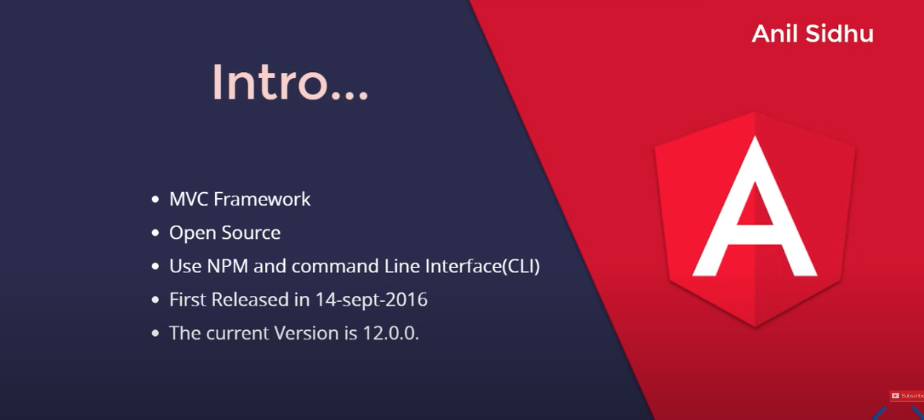 Anil Sidhu
Intro...
• MVC Framework
• Open Source
• Use NPM and command Line Interface(CLI)
• First Released in 14-sept-2016
• The current Version is 12.0.0.
A
Subscribe